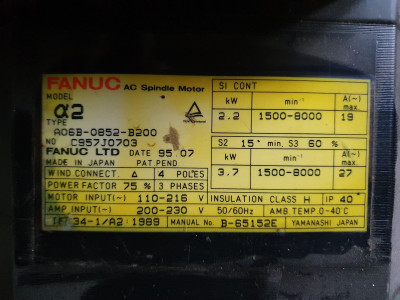 FANUC AC Spindle Motor
MODEL
α2
TYPE
A06B-0852-B200
NO C957J0703
FANUC LTD DATE 95.07
MADE IN JAPAN PAT PEND
SI CONT
kW min⁻¹ A(~) max.
2.2 1500-8000 19
S2 15 min, S3 60 %
kW min⁻¹ A(~) max.
3.7 1500-8000 27
WIND.CONNECT. △ 4 POLES
POWER FACTOR 75 % 3 PHASES
INSULATION CLASS H IP 40
MOTOR INPUT(~) 110-216 V
AMP INPUT(~) 200-230 V 50/60Hz AMB TEMP 0-40°C
34-1/A2:1989 MANUAL No. B-65152E YAMANASHI JAPAN